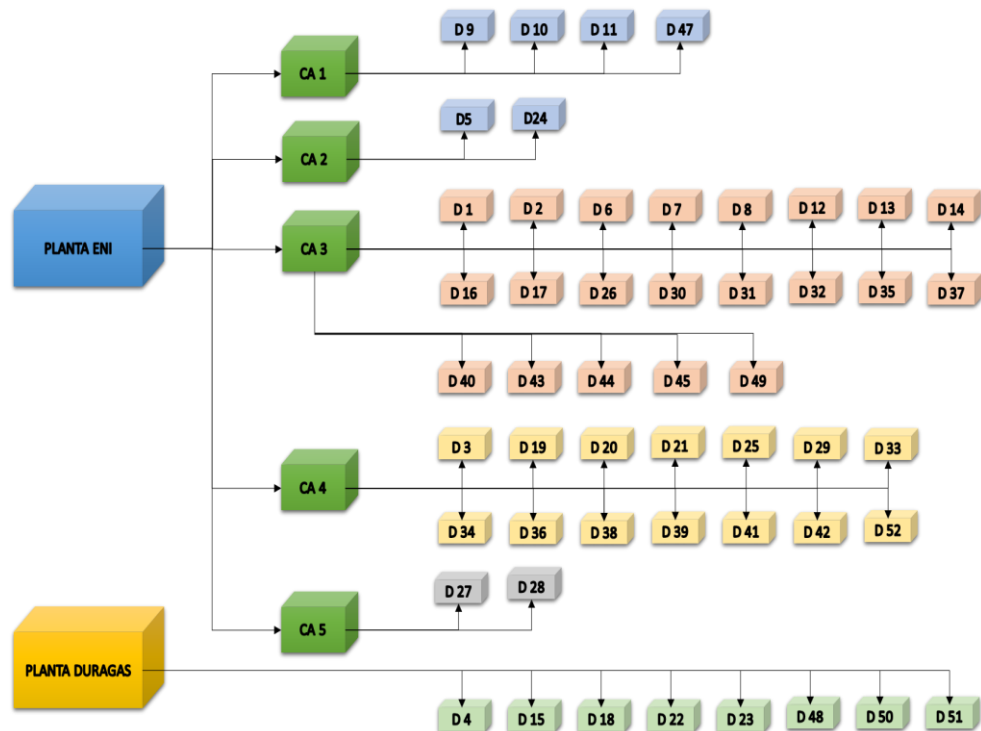 D 9 D 10 D 11 D 47
CA 1
D5 D24
CA 2
D 1 D 2 D 6 D 7 D 8 D 12 D 13 D 14
PLANTA ENI CA 3
D 16 D 17 D 26 D 30 D 31 D 32 D 35 D 37
D 40 D 43 D 44 D 45 D 49
D 3 D 19 D 20 D 21 D 25 D 29 D 33
CA 4
D 34 D 36 D 38 D 39 D 41 D 42 D 52
D 27 D 28
CA 5
PLANTA DURAGAS
D 4 D 15 D 18 D 22 D 23 D 48 D 50 D 51